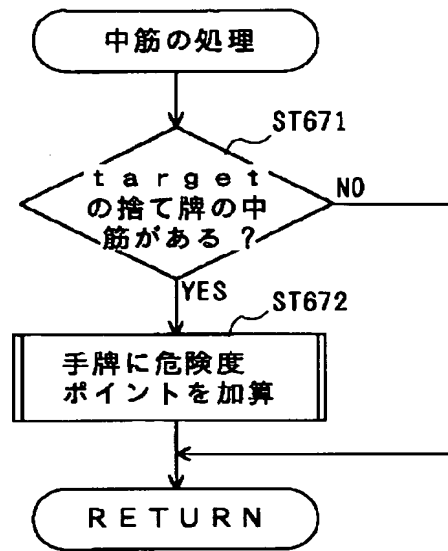 中筋の処理
ST671
target
の捨て牌の中
筋がある?
NO
YES
ST672
手牌に危険度
ポイントを加算
RETURN